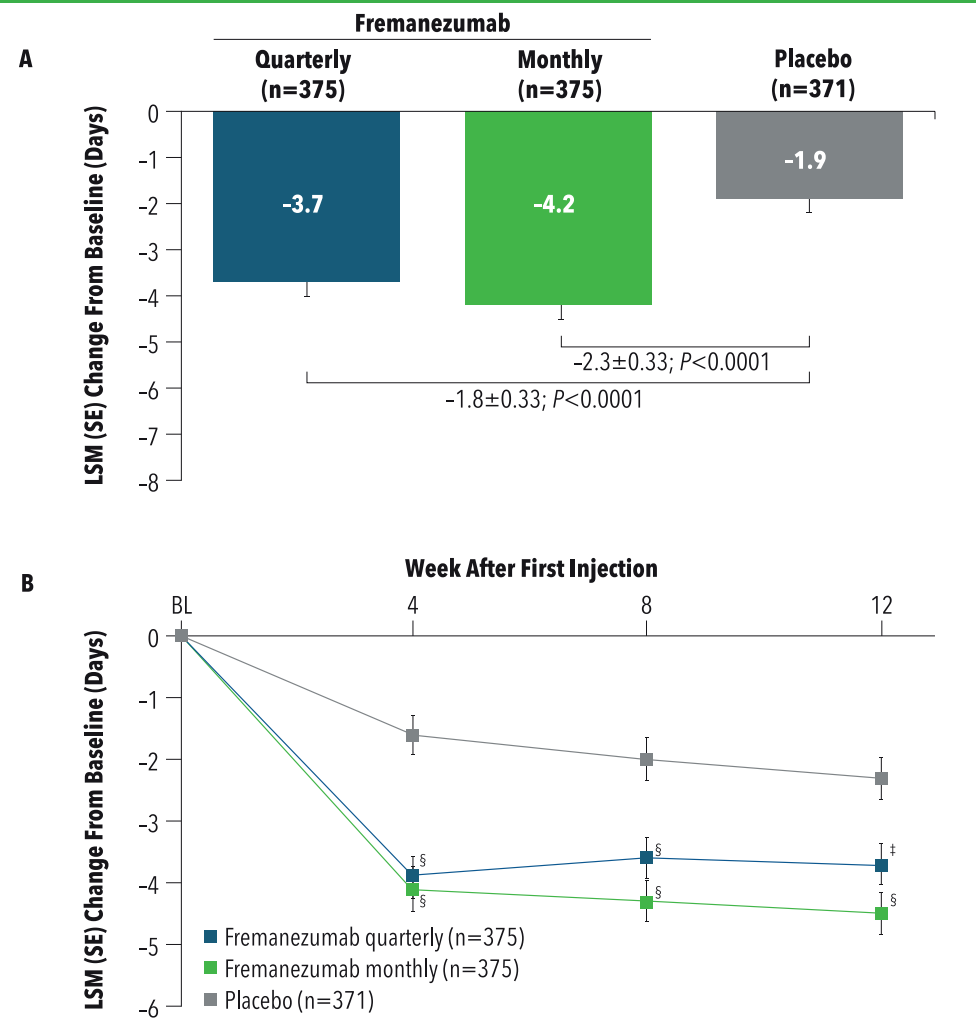 Fremanezumab
A
Quarterly
(n=375)
Monthly
(n=375)
Placebo
(n=371)
LSM (SE) Change From Baseline (Days)
0
–1
–2
–3
–4
–5
–6
–7
–8
–3.7
–4.2
–1.9
–2.3±0.33; P<0.0001
–1.8±0.33; P<0.0001
B
Week After First Injection
BL 4 8 12
LSM (SE) Change From Baseline (Days)
0
–1
–2
–3
–4
–5
–6
§
§
§
§
‡
§
Fremanezumab quarterly (n=375)
Fremanezumab monthly (n=375)
Placebo (n=371)